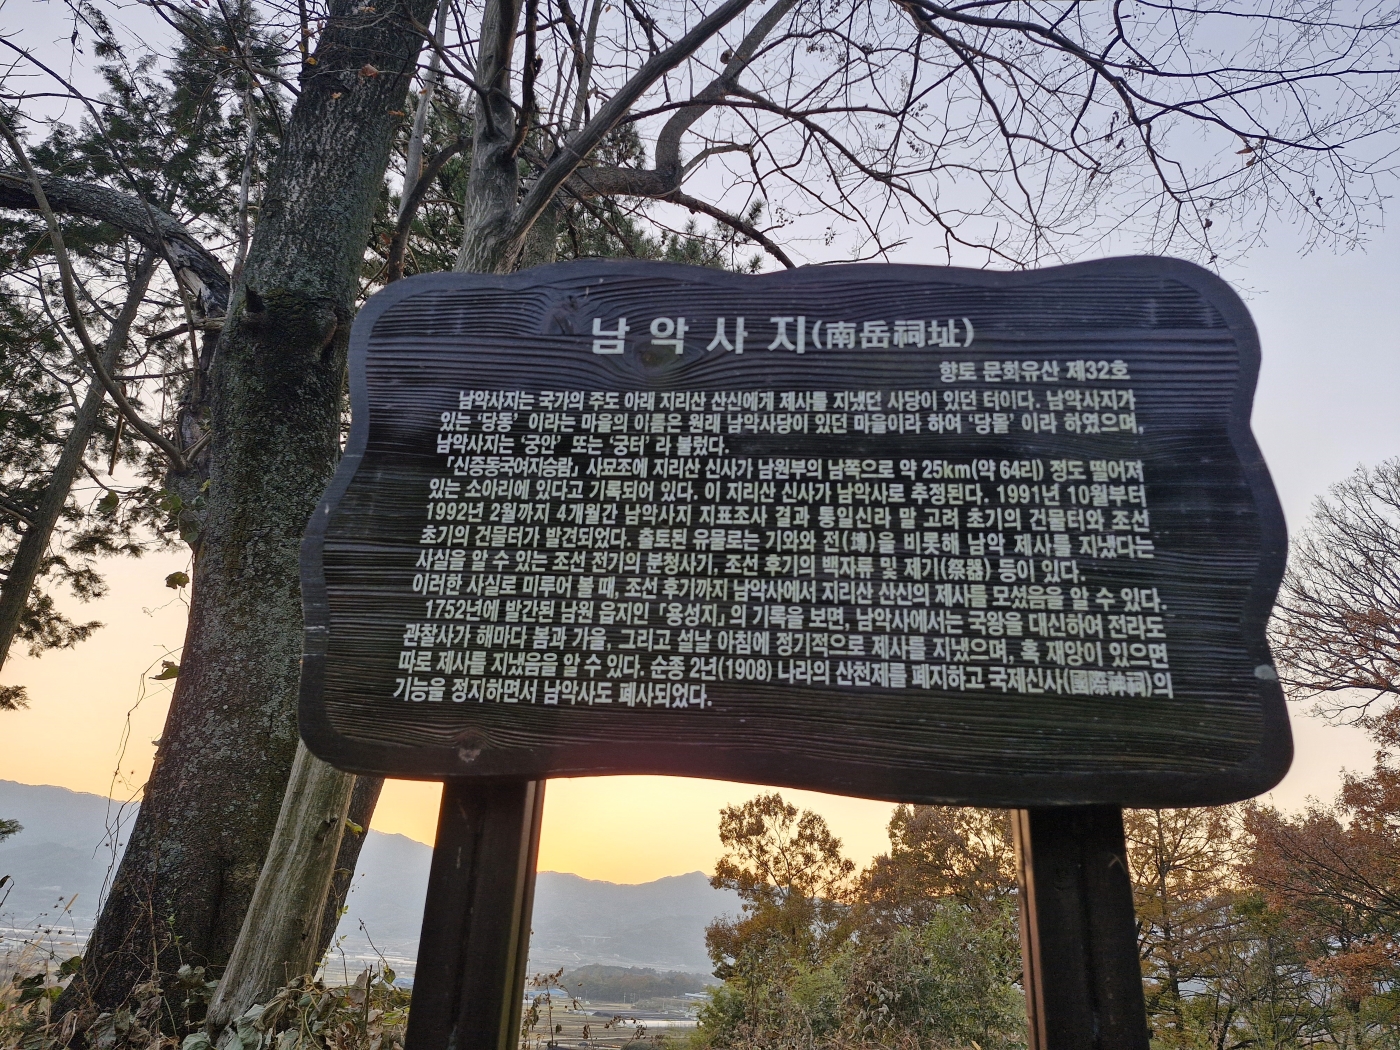 남악사지(南岳祠址)
향토 문화유산 제32호
남악사지는 국가의 주도 아래 지리산 산신에게 제사를 지냈던 사당이 있던 터이다. 남악사지가
있는 '당동' 이라는 마을의 이름은 원래 남악사당이 있던 마을이라 하여 '당몰' 이라 하였으며,
남악사지는 '궁안' 또는 '궁터' 라 불렀다.
「신증동국여지승람」 사묘조에 지리산 신사가 남원부의 남쪽으로 약 25km(약 64리) 정도 떨어져
있는 소아리에 있다고 기록되어 있다. 이 지리산 신사가 남악사로 추정된다. 1991년 10월부터
1992년 2월까지 4개월간 남악사지 지표조사 결과 통일신라 말 고려 초기의 건물터와 조선
초기의 건물터가 발견되었다. 출토된 유물로는 기와와 전(塼)을 비롯해 남악 제사를 지냈다는
사실을 알 수 있는 조선 전기의 분청사기, 조선 후기의 백자류 및 제기(祭器) 등이 있다.
이러한 사실로 미루어 볼 때, 조선 후기까지 남악사에서 지리산 산신의 제사를 모셨음을 알 수 있다.
1752년에 발간된 남원 읍지인 「용성지」의 기록을 보면, 남악사에서는 국왕을 대신하여 전라도
관찰사가 해마다 봄과 가을, 그리고 설날 아침에 정기적으로 제사를 지냈으며, 혹 재앙이 있으면
따로 제사를 지냈음을 알 수 있다. 순종 2년(1908) 나라의 산천제를 폐지하고 국제신사(國際神祠)의
기능을 정지하면서 남악사도 폐사되었다.